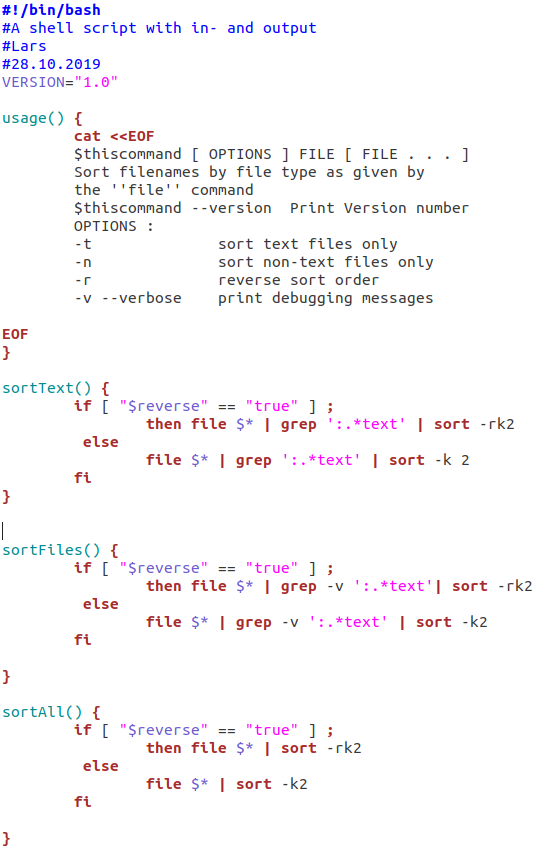 #!/bin/bash
#A shell script with in- and output
#Lars
#28.10.2019
VERSION="1.0"

usage() {
        cat <<EOF
        $thiscommand [ OPTIONS ] FILE [ FILE . . . ]
        Sort filenames by file type as given by
        the ''file'' command
        $thiscommand --version  Print Version number
        OPTIONS :
        -t              sort text files only
        -n              sort non-text files only
        -r              reverse sort order
        -v --verbose    print debugging messages

EOF
}

sortText() {
        if [ "$reverse" == "true" ] ;
                then file $* | grep ':.*text' | sort -rk2
         else
                file $* | grep ':.*text' | sort -k 2
        fi
}

sortFiles() {
        if [ "$reverse" == "true" ] ;
                then file $* | grep -v ':.*text'| sort -rk2
         else
                file $* | grep -v ':.*text' | sort -k2
        fi

}

sortAll() {
        if [ "$reverse" == "true" ] ;
                then file $* | sort -rk2
         else
                file $* | sort -k2
        fi

}